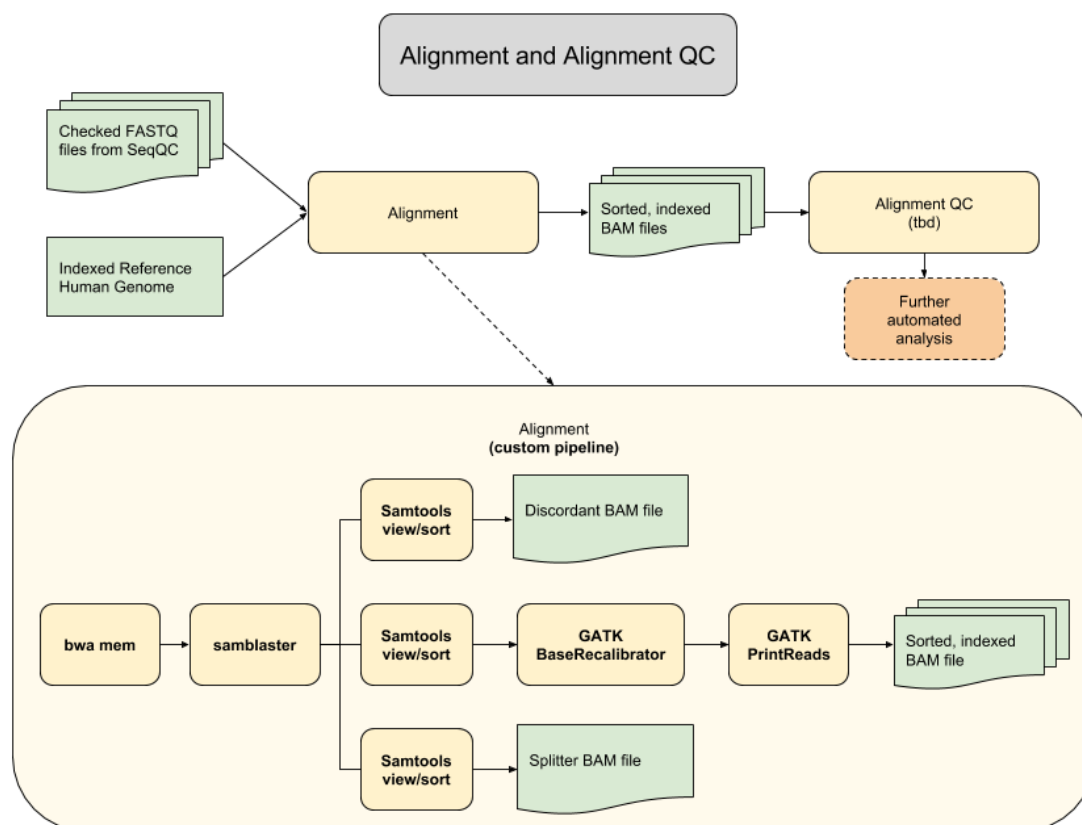 Alignment and Alignment QC
Checked FASTQ
files from SeqQC
Indexed Reference
Human Genome
Alignment
Sorted, indexed
BAM files
Alignment QC
(tbd)
Further
automated
analysis
Alignment
(custom pipeline)
Samtools
view/sort
Discordant BAM file
bwa mem
samblaster
Samtools
view/sort
GATK
BaseRecalibrator
GATK
PrintReads
Sorted, indexed
BAM file
Samtools
view/sort
Splitter BAM file